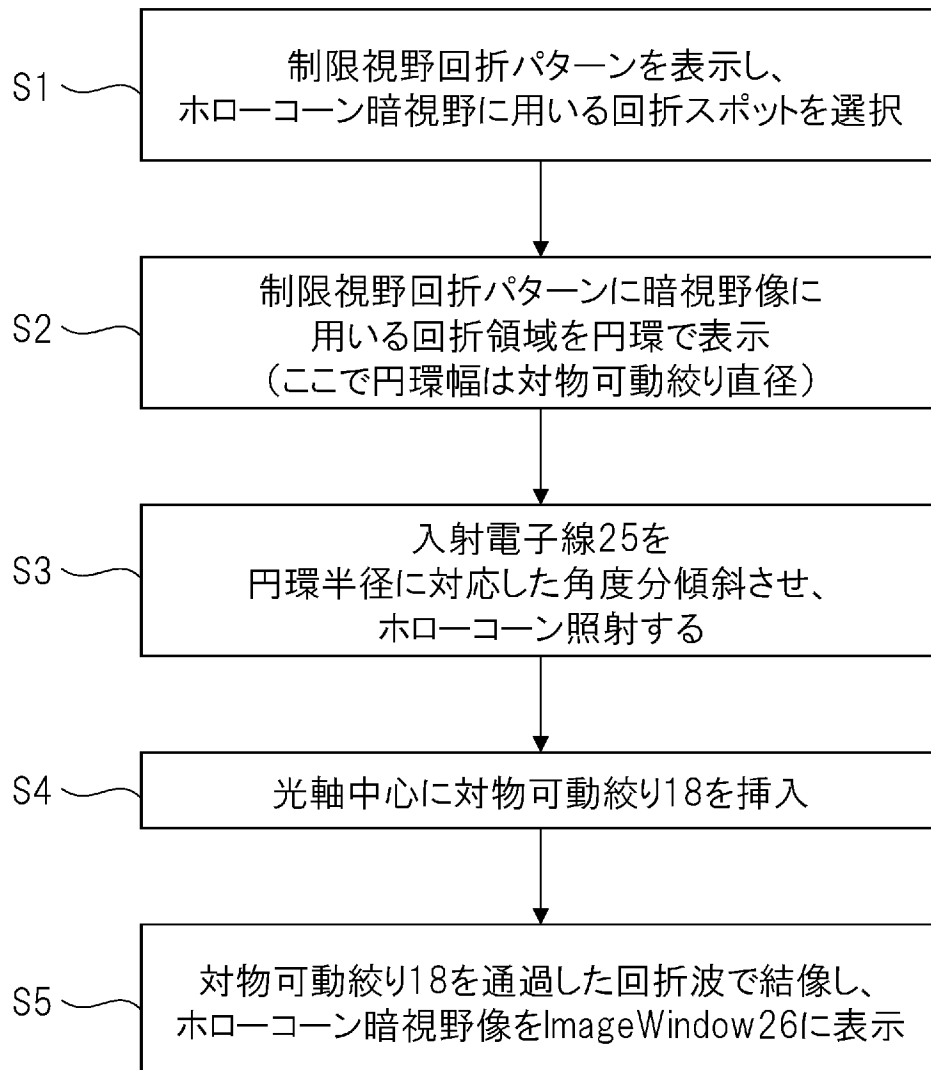 S1
制限視野回折パターンを表示し、
ホローコーン暗視野に用いる回折スポットを選択
S2
制限視野回折パターンに暗視野像に
用いる回折領域を円環で表示
（ここで円環幅は対物可動絞り直径）
S3
入射電子線25を
円環半径に対応した角度分傾斜させ、
ホローコーン照射する
S4
光軸中心に対物可動絞り18を挿入
S5
対物可動絞り18を通過した回折波で結像し、
ホローコーン暗視野像をImageWindow26に表示